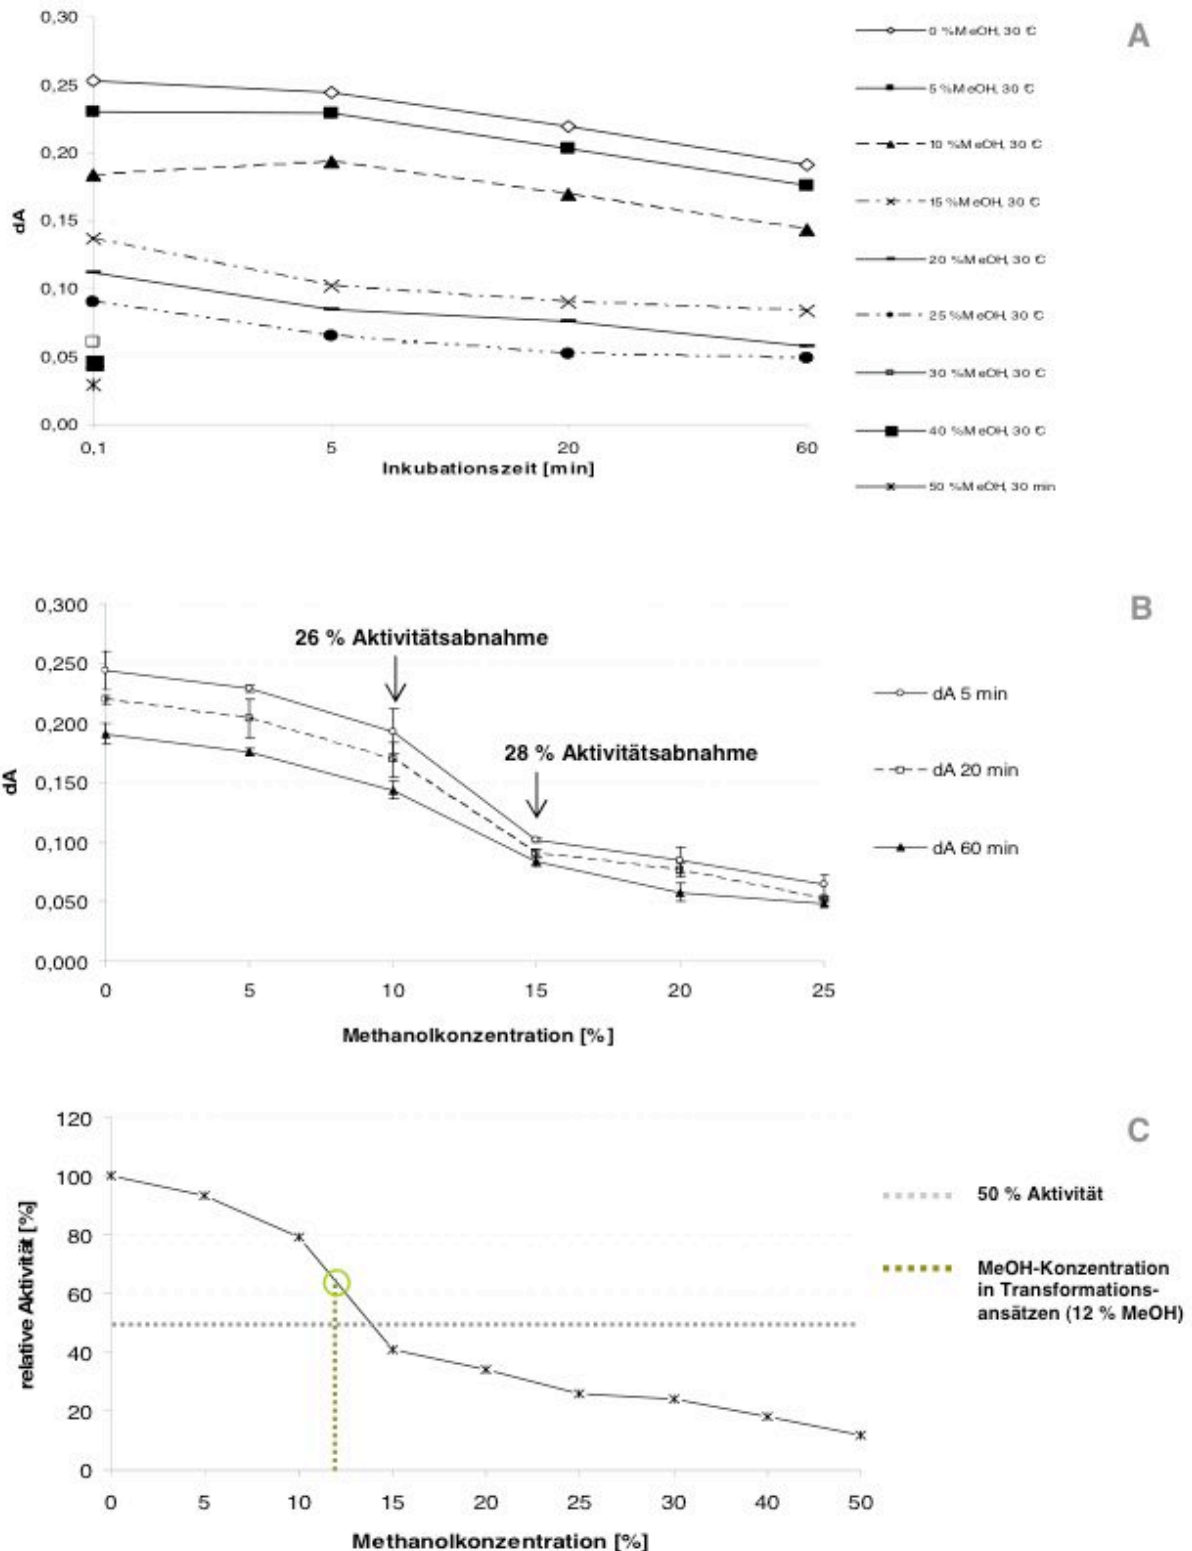 A
0,30
0,25
0,20
0,15
0,10
0,05
0,00
dA
0,1 5 20 60
Inkubationszeit [min]
0 %MeOH, 30 °C
5 %MeOH, 30 °C
10 %MeOH, 30 °C
15 %MeOH, 30 °C
20 %MeOH, 30 °C
25 %MeOH, 30 °C
30 %MeOH, 30 °C
40 %MeOH, 30 °C
50 %MeOH, 30 min
B
0,300
0,250
0,200
0,150
0,100
0,050
0,000
dA
26 % Aktivitätsabnahme
28 % Aktivitätsabnahme
0 5 10 15 20 25
Methanolkonzentration [%]
dA 5 min
dA 20 min
dA 60 min
C
120
100
80
60
40
20
0
relative Aktivität [%]
0 5 10 15 20 25 30 40 50
Methanolkonzentration [%]
50 % Aktivität
MeOH-Konzentration
in Transformations-
ansätzen (12 % MeOH)